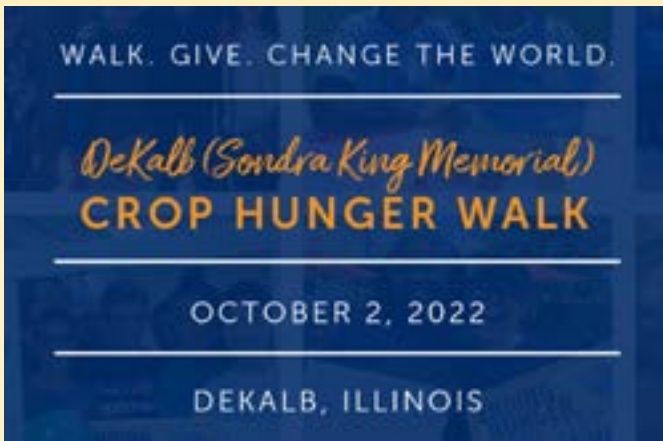 WALK. GIVE. CHANGE THE WORLD.
DeKalb (Sondra King Memorial)
CROP HUNGER WALK
OCTOBER 2, 2022
DEKALB, ILLINOIS